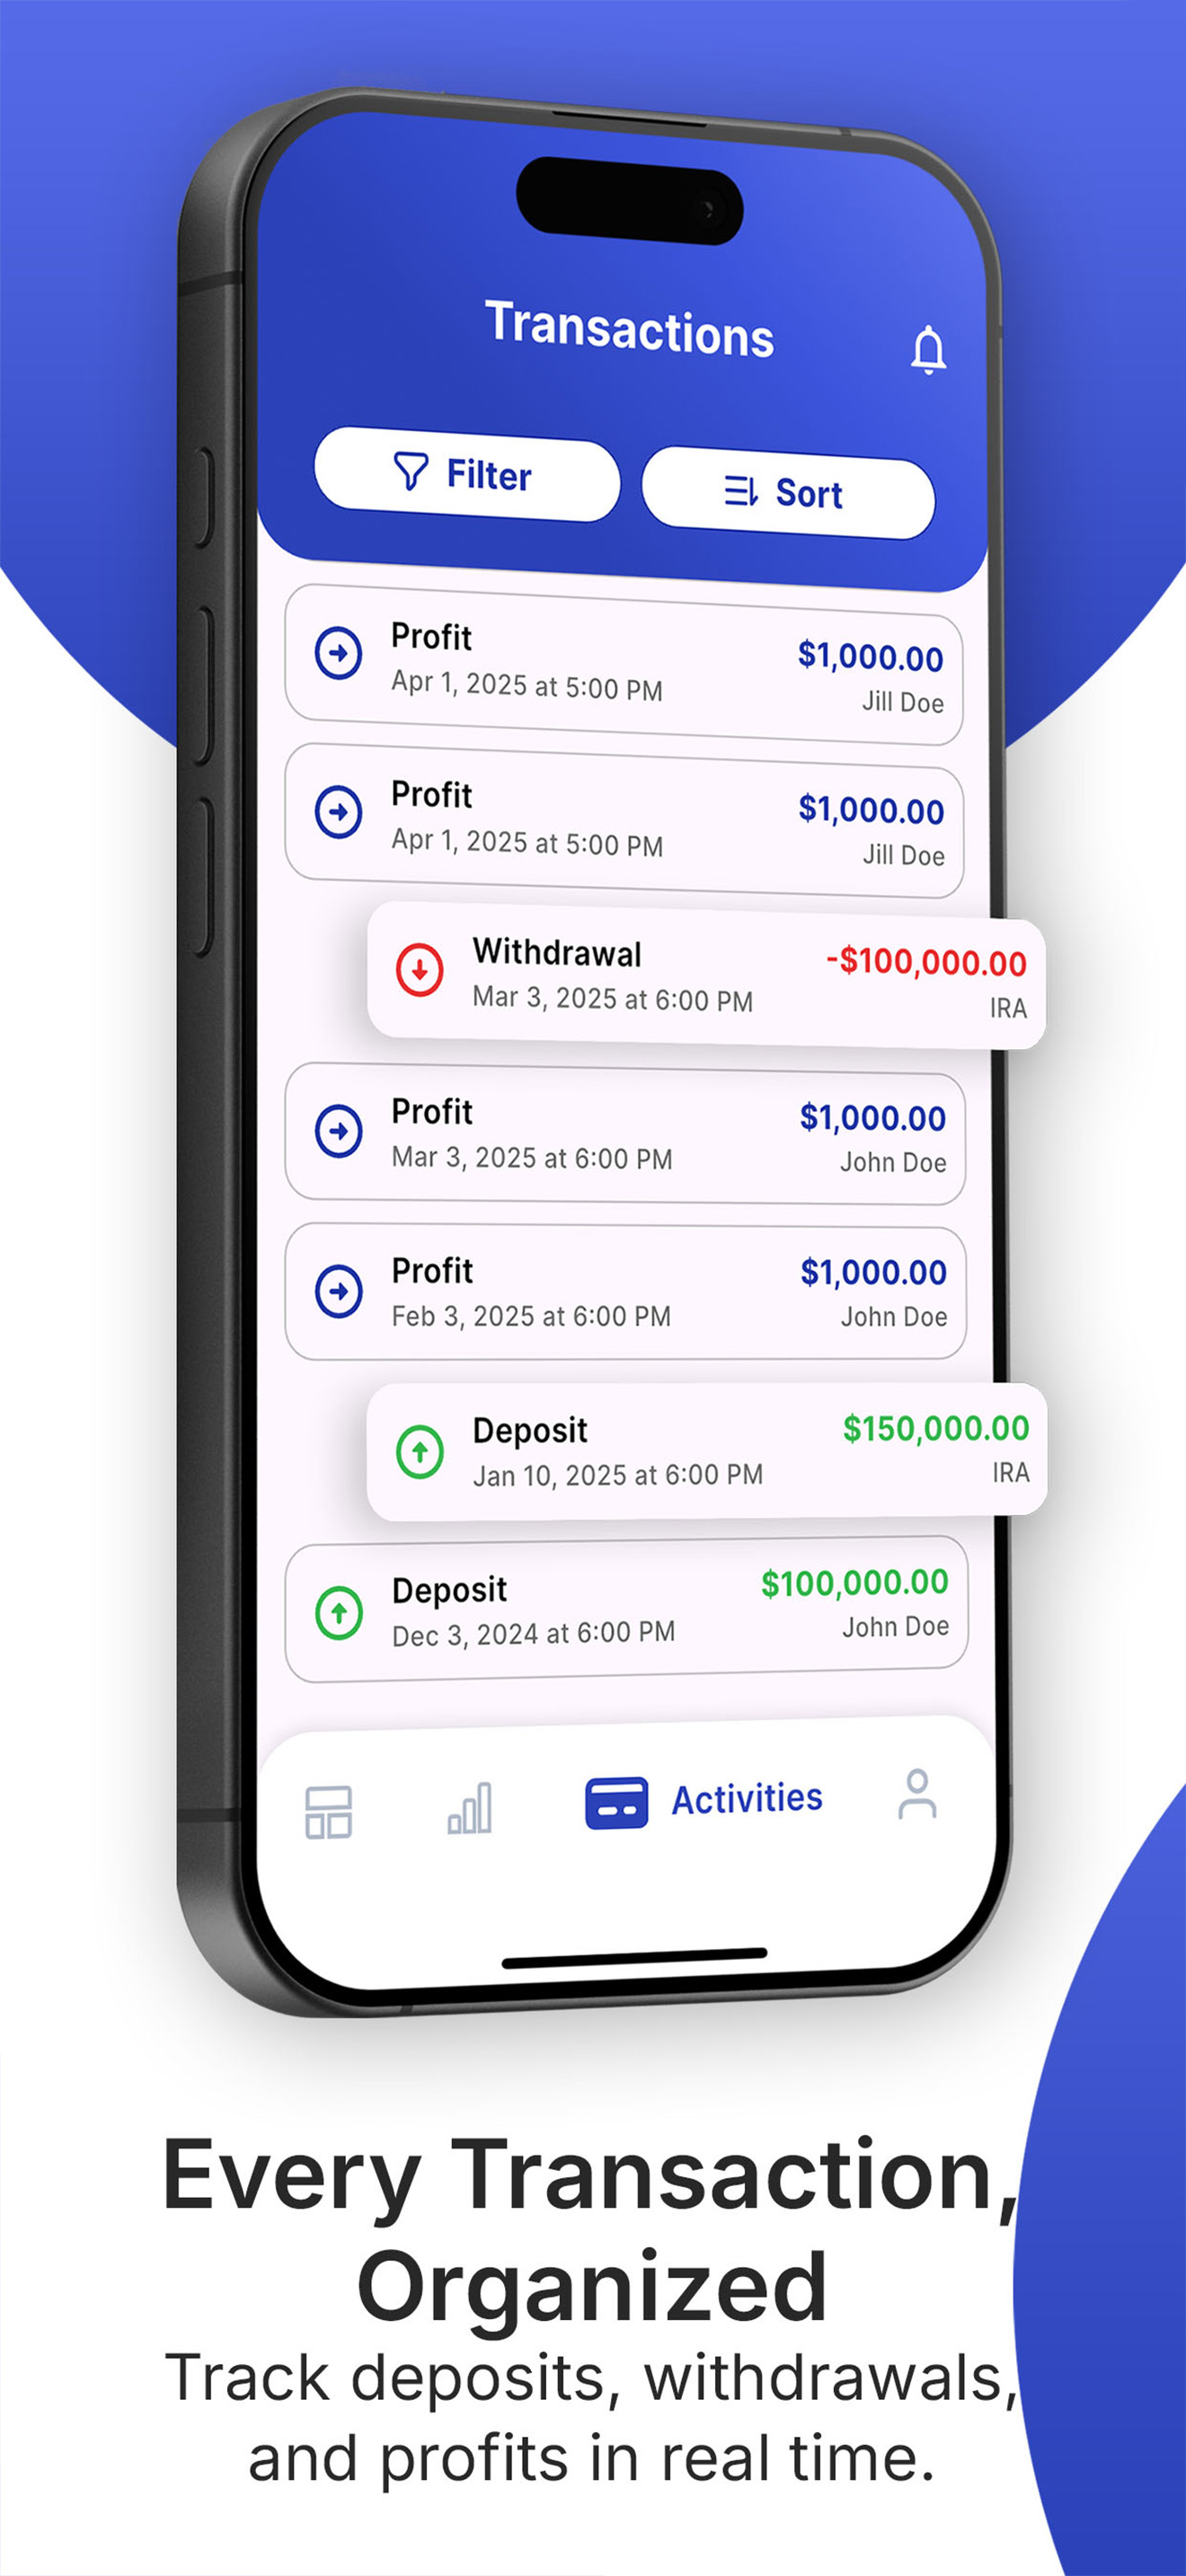 Transactions
Filter
Sort
Profit
$1,000.00
Apr 1, 2025 at 5:00 PM
Jill Doe
Profit
$1,000.00
Apr 1, 2025 at 5:00 PM
Jill Doe
Withdrawal
-$100,000.00
Mar 3, 2025 at 6:00 PM
IRA
Profit
$1,000.00
Mar 3, 2025 at 6:00 PM
John Doe
Profit
$1,000.00
Feb 3, 2025 at 6:00 PM
John Doe
Deposit
$150,000.00
Jan 10, 2025 at 6:00 PM
IRA
Deposit
$100,000.00
Dec 3, 2024 at 6:00 PM
John Doe
Activities
Every Transaction,
Organized
Track deposits, withdrawals,
and profits in real time.